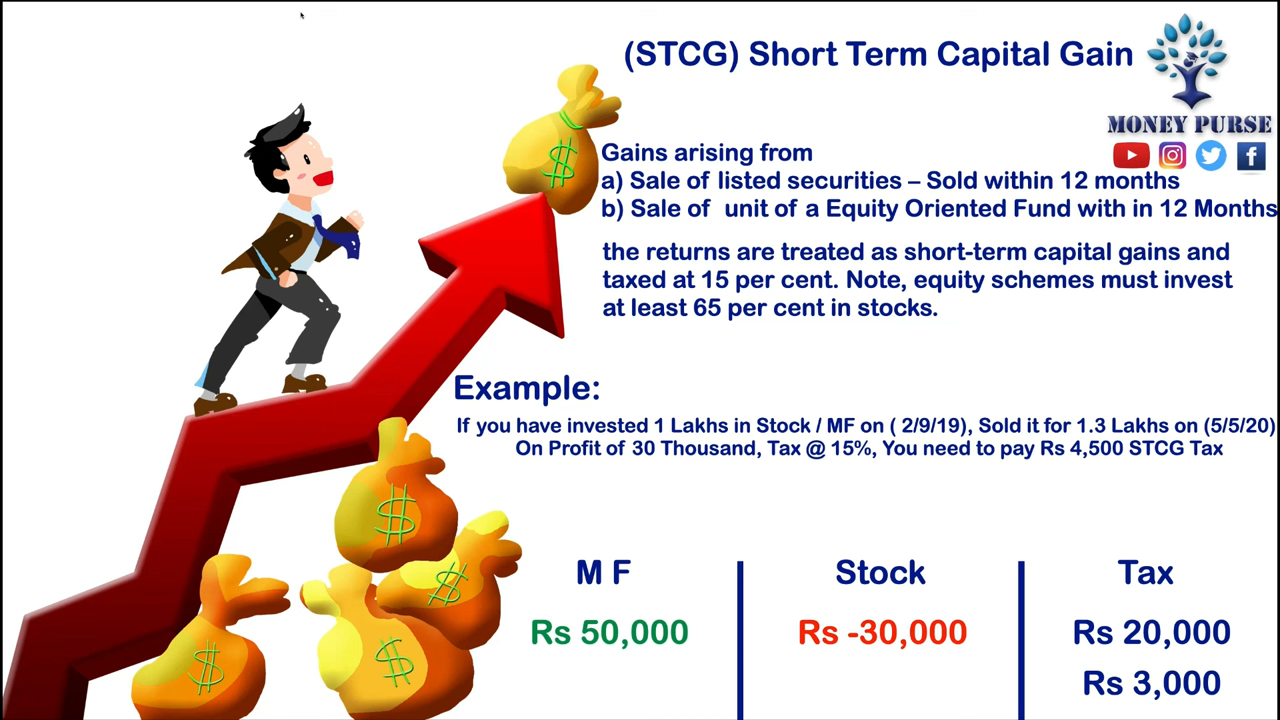 (STCG) Short Term Capital Gain
MONEY PURSE
Gains arising from
a) Sale of listed securities – Sold within 12 months
b) Sale of unit of a Equity Oriented Fund with in 12 Months
the returns are treated as short-term capital gains and
taxed at 15 per cent. Note, equity schemes must invest
at least 65 per cent in stocks.
Example:
If you have invested 1 Lakhs in Stock / MF on ( 2/9/19), Sold it for 1.3 Lakhs on (5/5/20)
On Profit of 30 Thousand, Tax @ 15%, You need to pay Rs 4,500 STCG Tax
M F Stock Tax
Rs 50,000 Rs -30,000 Rs 20,000
Rs 3,000
$
$
$
$
$